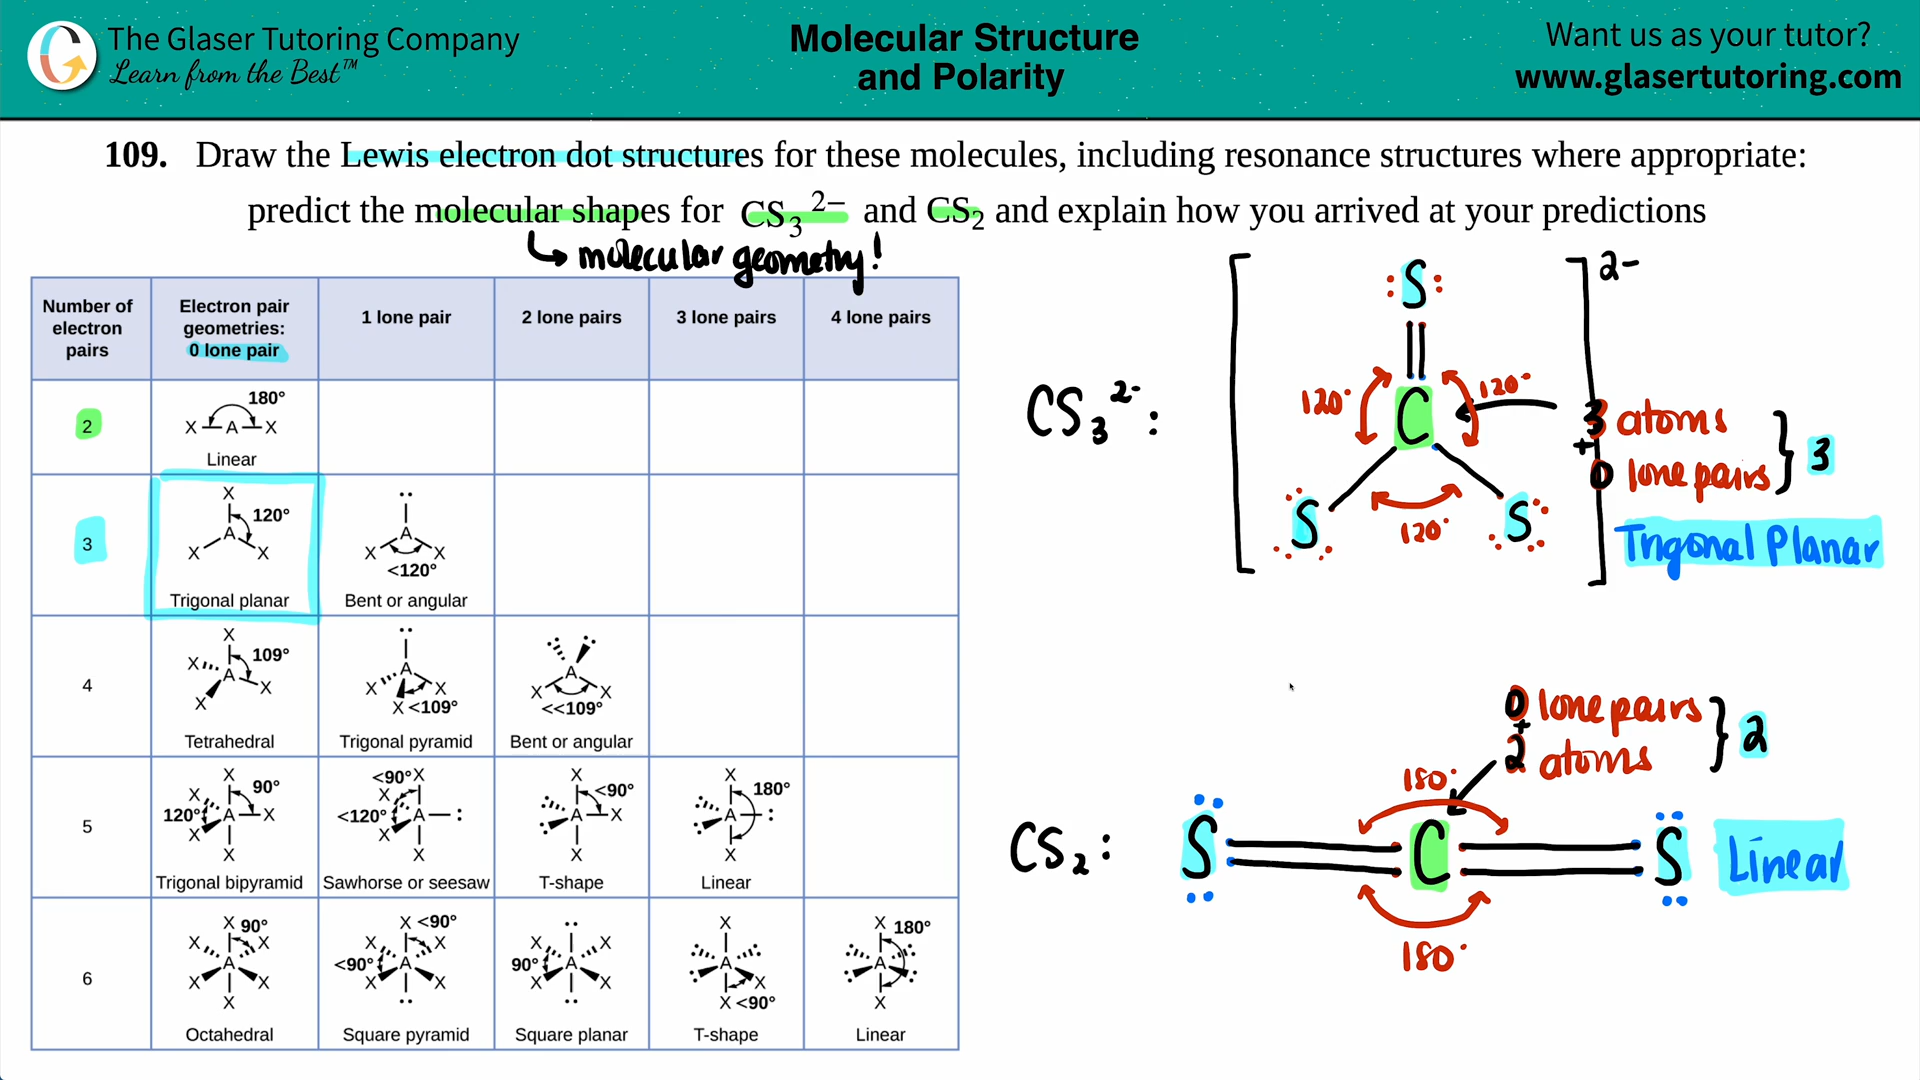 The Glaser Tutoring Company
Learn from the Best™
Molecular Structure
and Polarity
Want us as your tutor?
www.glasertutoring.com
109. Draw the Lewis electron dot structures for these molecules, including resonance structures where appropriate:
predict the molecular shapes for CS₃²⁻ and CS₂ and explain how you arrived at your predictions
molecular geometry!
Number of electron pairs
Electron pair geometries: 0 lone pair
1 lone pair
2 lone pairs
3 lone pairs
4 lone pairs
2
180°
X A X
Linear
3
X
120°
A
X X
Trigonal planar
A
X X
<120°
Bent or angular
4
X
109°
X A
X X
Tetrahedral
A
X X
X <109°
Trigonal pyramid
A
X X
<<109°
Bent or angular
5
X
90°
X
120° A X
X
X
Trigonal bipyramid
<90° X
X
<120° A :
X
X
Sawhorse or seesaw
X
<90°
A X
X
T-shape
X
180°
A :
X
Linear
6
X 90°
X X
A
X X
X
Octahedral
X <90°
X X
<90° A
X X
Square pyramid
X X
90° A
X X
Square planar
X
A
X
X <90°
T-shape
X 180°
A
X
Linear
CS₃²⁻:
2-
S
C
S S
120°
120°
120°
3 atoms
+
0 lone pairs
3
Trigonal Planar
0 lone pairs
+
2 atoms
2
CS₂:
180°
S C S
180°
Linear